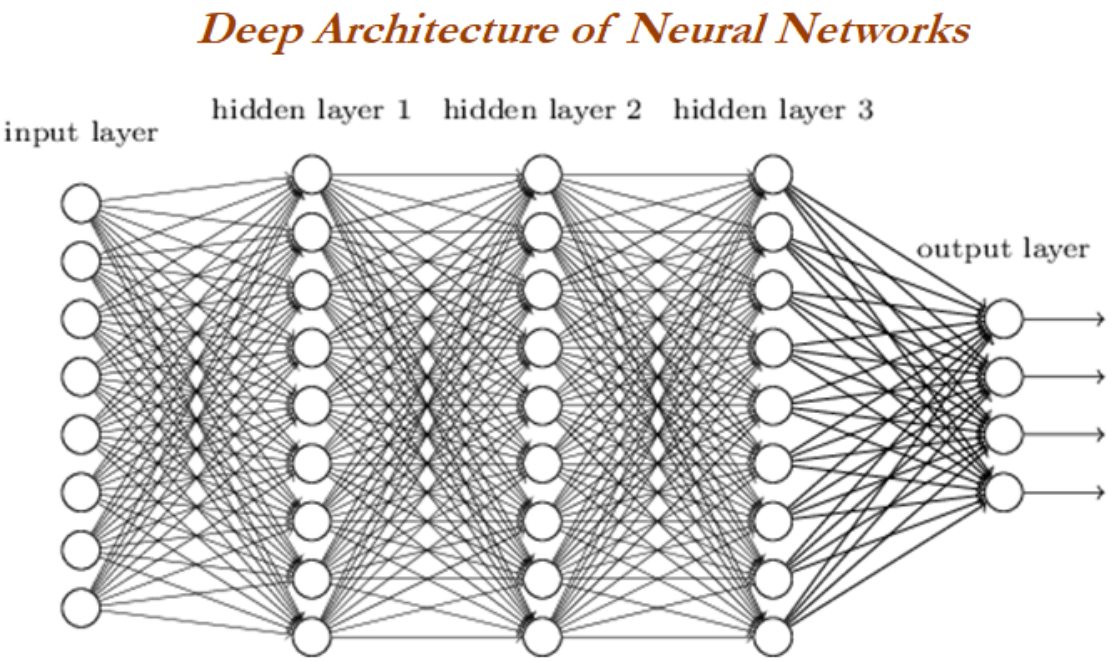 Deep Architecture of Neural Networks
hidden layer 1 hidden layer 2 hidden layer 3
input layer
output layer